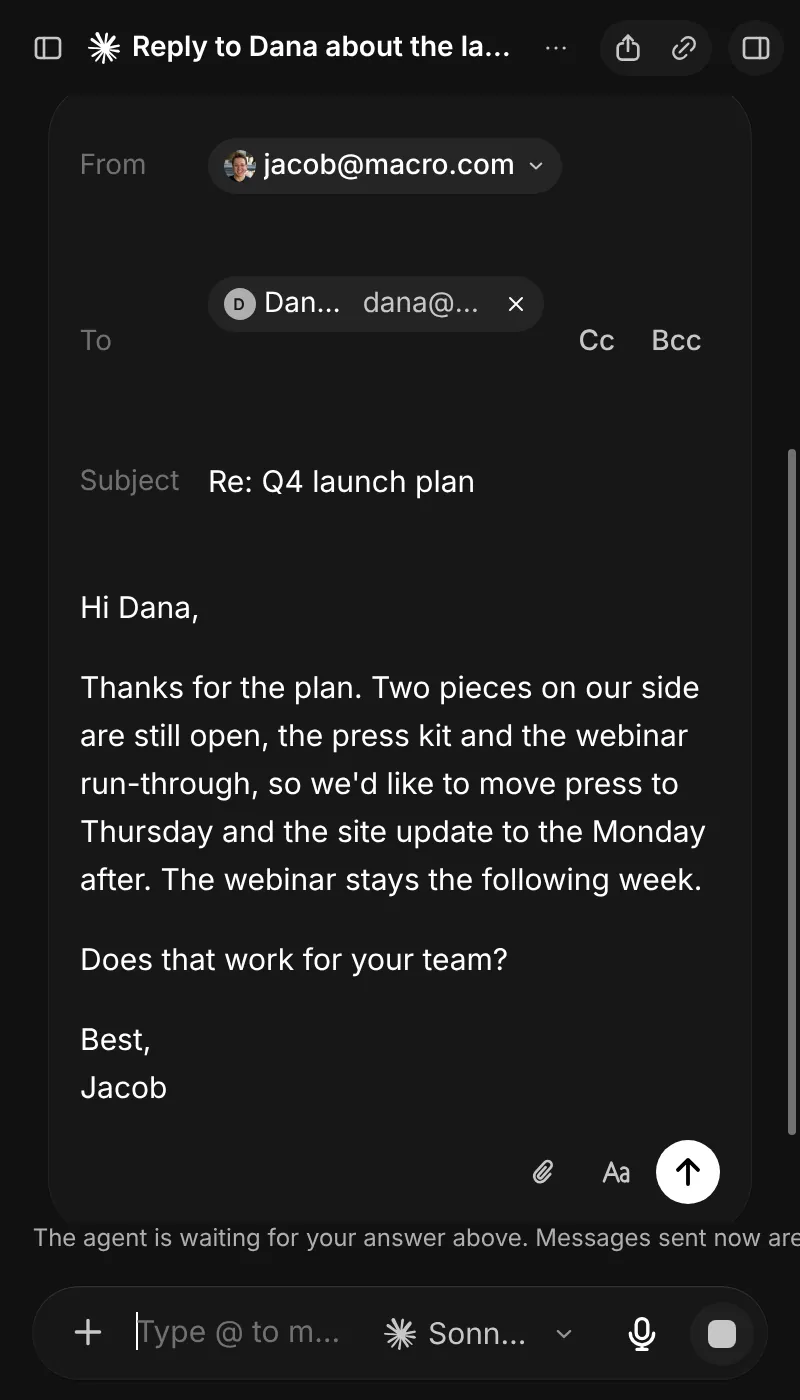 Reply to Dana about the la...
From
jacob@macro.com
D Dan... dana@...
To
Cc Bcc
Subject Re: Q4 launch plan
Hi Dana,
Thanks for the plan. Two pieces on our side
are still open, the press kit and the webinar
run-through, so we'd like to move press to
Thursday and the site update to the Monday
after. The webinar stays the following week.
Does that work for your team?
Best,
Jacob
Aa
The agent is waiting for your answer above. Messages sent now are
Type @ to m...
Sonn...